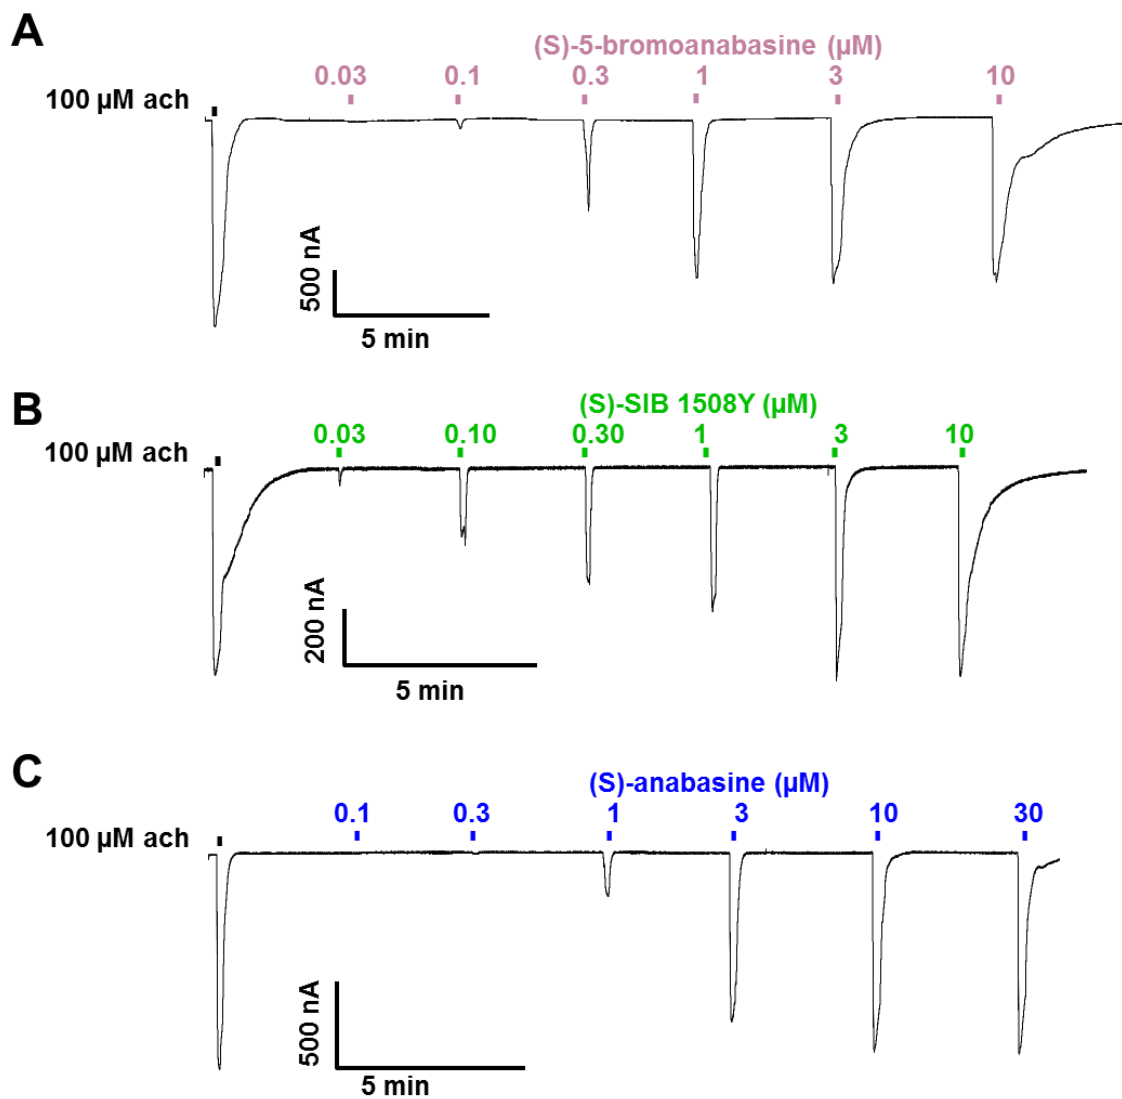 A
(S)-5-bromoanabasine (µM)
0.03 0.1 0.3 1 3 10
100 µM ach
500 nA
5 min
B
(S)-SIB 1508Y (µM)
0.03 0.10 0.30 1 3 10
100 µM ach
200 nA
5 min
C
(S)-anabasine (µM)
0.1 0.3 1 3 10 30
100 µM ach
500 nA
5 min